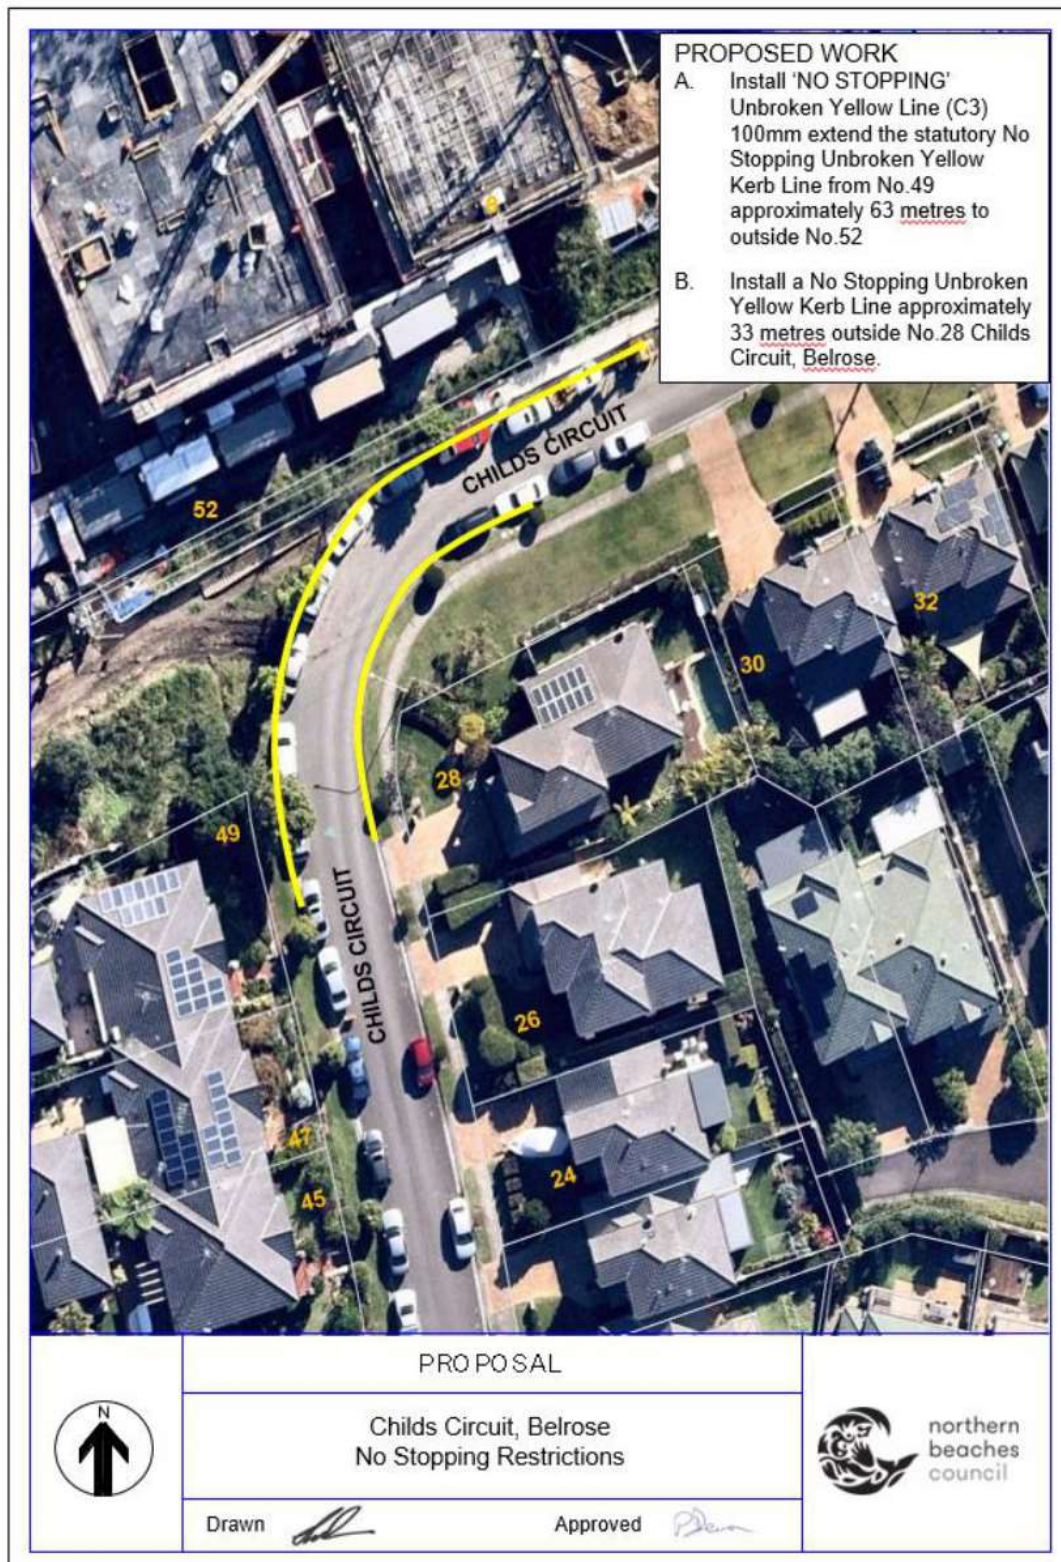 PROPOSED WORK
A. Install ‘NO STOPPING’
Unbroken Yellow Line (C3)
100mm extend the statutory No
Stopping Unbroken Yellow
Kerb Line from No.49
approximately 63 metres to
outside No.52
B. Install a No Stopping Unbroken
Yellow Kerb Line approximately
33 metres outside No.28 Childs
Circuit, Belrose.
8
CHILDS CIRCUIT
52
32
30
28
49
CHILDS CIRCUIT
26
47
24
45
PROPOSAL
N
Childs Circuit, Belrose
No Stopping Restrictions
northern
beaches
council
Drawn
Approved